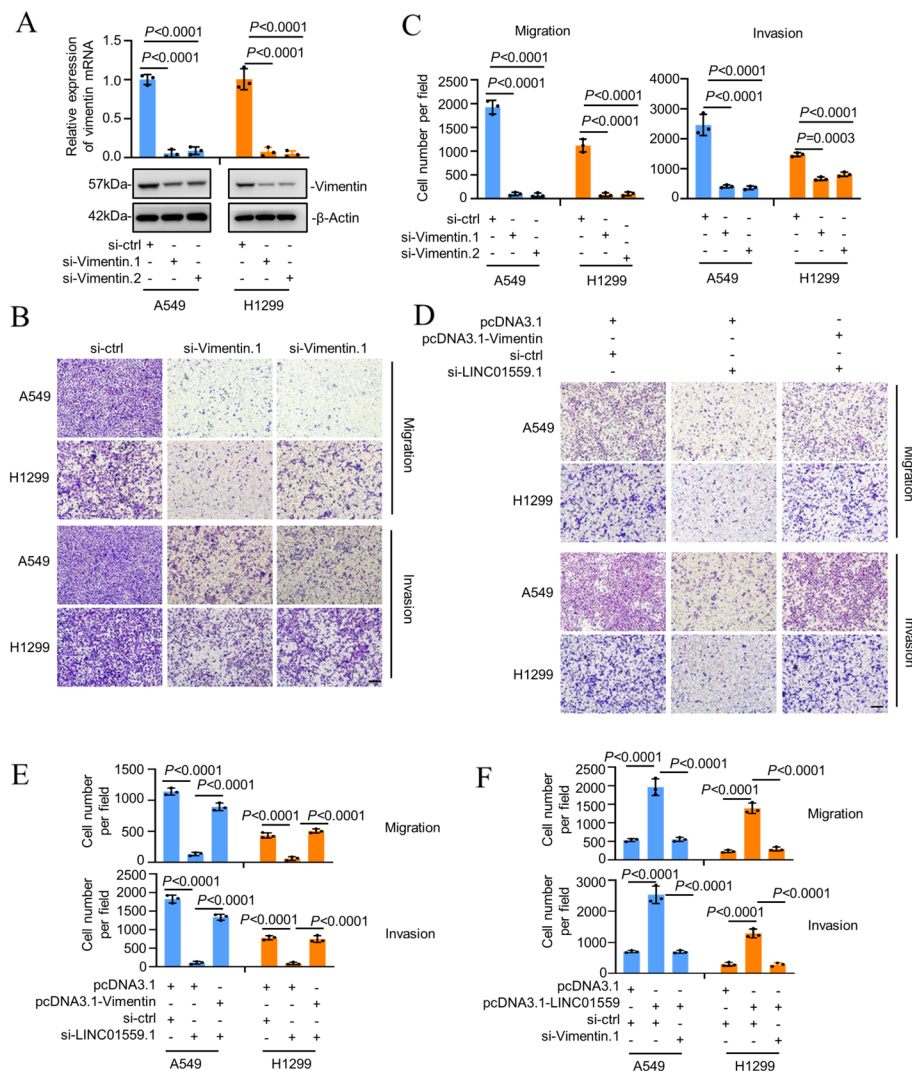 A
P<0.0001
P<0.0001
P<0.0001
P<0.0001
Relative expression
of vimentin mRNA
1.5
1.0
0.5
0.0
57kDa
-Vimentin
42kDa
-β-Actin
si-ctrl + - - + - -
si-Vimentin.1 - + - - + -
si-Vimentin.2 - - + - - +
A549 H1299
C
Migration
P<0.0001
P<0.0001
P<0.0001
P<0.0001
Cell number per field
2500
2000
1500
1000
500
0
Invasion
P<0.0001
P<0.0001
P<0.0001
P=0.0003
4000
3000
2000
1000
0
si-ctrl + - - + - - + - - + - -
si-Vimentin.1 - + - - + - - + - - + -
si-Vimentin.2 - - + - - + - - + - - +
A549 H1299 A549 H1299
B
si-ctrl si-Vimentin.1 si-Vimentin.1
A549
H1299
Migration
A549
H1299
Invasion
D
pcDNA3.1 + + -
pcDNA3.1-Vimentin - - +
si-ctrl + - -
si-LINC01559.1 - + +
A549
H1299
Migration
A549
H1299
Invasion
E
P<0.0001
P<0.0001
P<0.0001
P<0.0001
Cell number
per field
1500
1000
500
0
Migration
P<0.0001
P<0.0001
P<0.0001
P<0.0001
Cell number
per field
2000
1500
1000
500
0
Invasion
pcDNA3.1 + + - + + -
pcDNA3.1-Vimentin - - + - - +
si-ctrl + - - + - -
si-LINC01559.1 - + + - + +
A549 H1299
F
P<0.0001
P<0.0001
P<0.0001
P<0.0001
Cell number
per field
2500
2000
1500
1000
500
0
Migration
P<0.0001
P<0.0001
P<0.0001
P<0.0001
Cell number
per field
3000
2000
1000
0
Invasion
pcDNA3.1 + - - + - -
pcDNA3.1-LINC01559 - + + - + +
si-ctrl + + - + + -
si-Vimentin.1 - - + - - +
A549 H1299